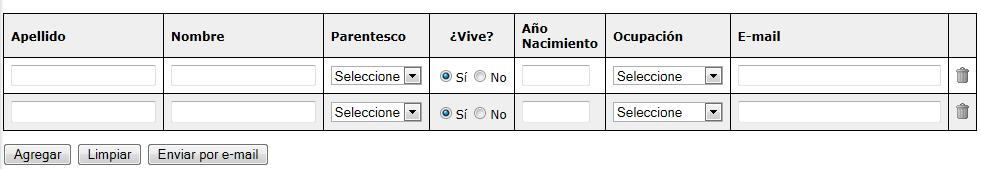 Apellido Nombre Parentesco ¿Vive? Año Nacimiento Ocupación E-mail
Seleccione Sí No Seleccione
Seleccione Sí No Seleccione
Agregar Limpiar Enviar por e-mail